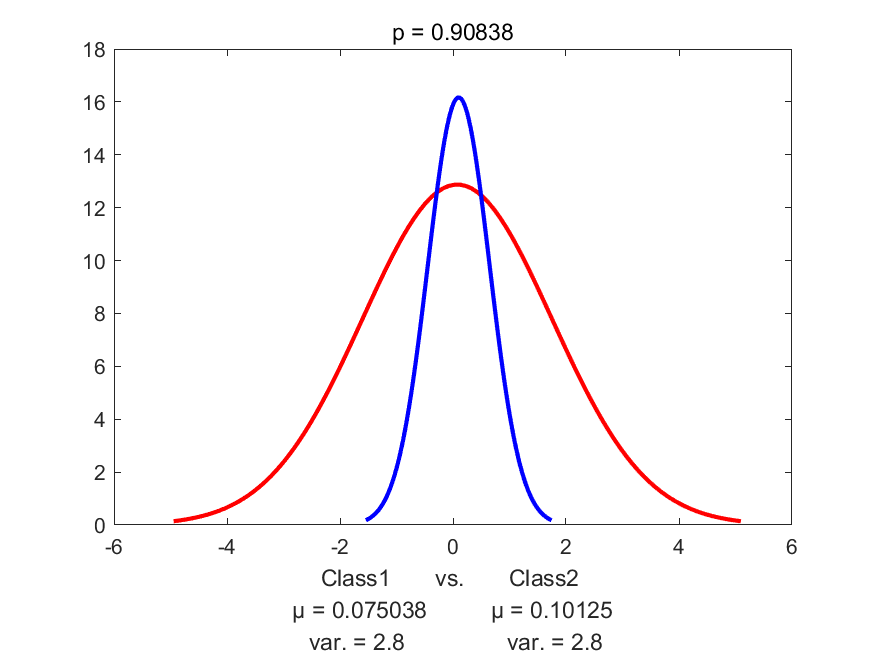 p = 0.90838
18
16
14
12
10
8
6
4
2
0
-6 -4 -2 0 2 4 6
Class1 vs. Class2
μ = 0.075038 μ = 0.10125
var. = 2.8 var. = 2.8